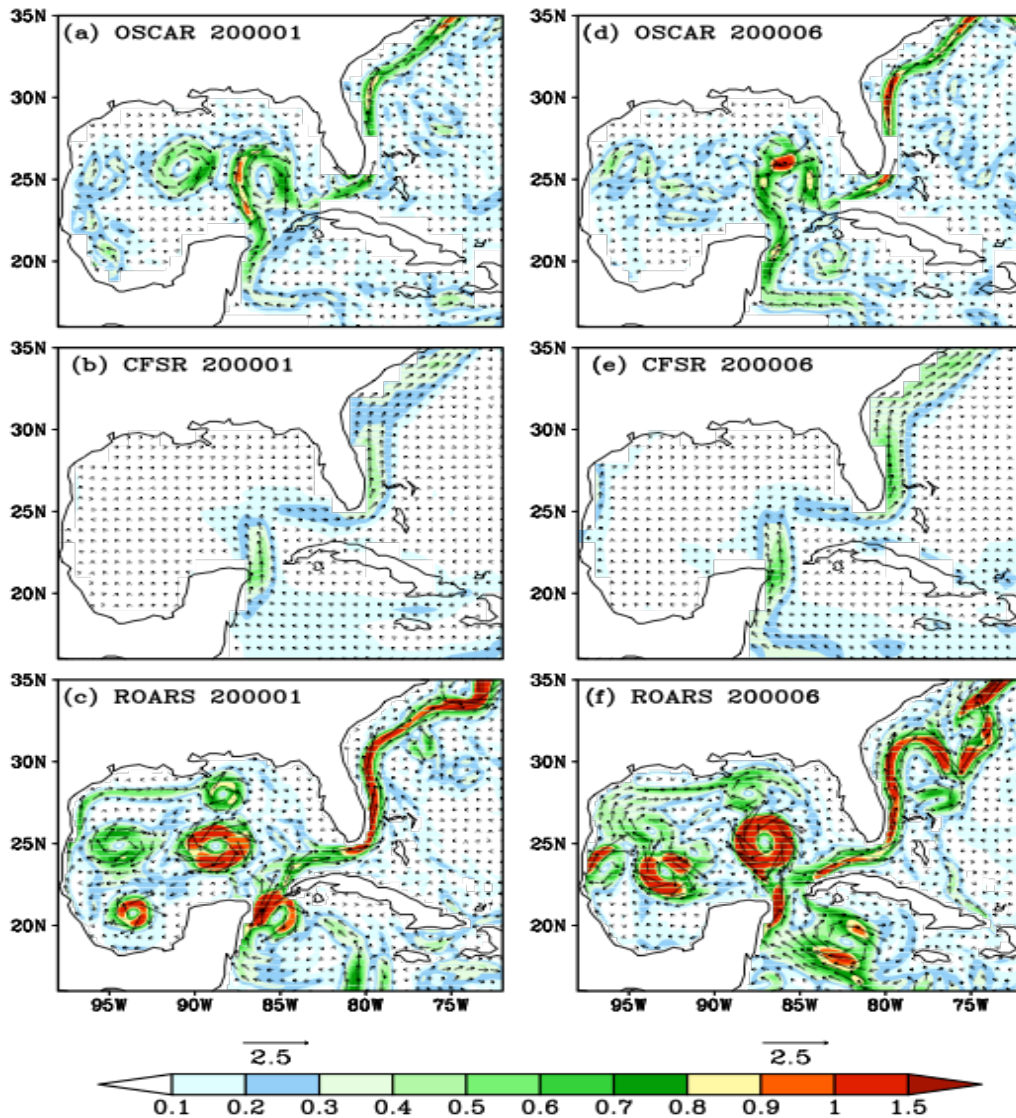 35N
(a) OSCAR 200001
(d) OSCAR 200006
30N
25N
20N
35N
30N
25N
20N
35N
(b) CFSR 200001
(e) CFSR 200006
30N
25N
20N
35N
30N
25N
20N
35N
(c) ROARS 200001
(f) ROARS 200006
30N
25N
20N
35N
30N
25N
20N
95W 90W 85W 80W 75W
95W 90W 85W 80W 75W
2.5
2.5
0.1 0.2 0.3 0.4 0.5 0.6 0.7 0.8 0.9 1 1.5